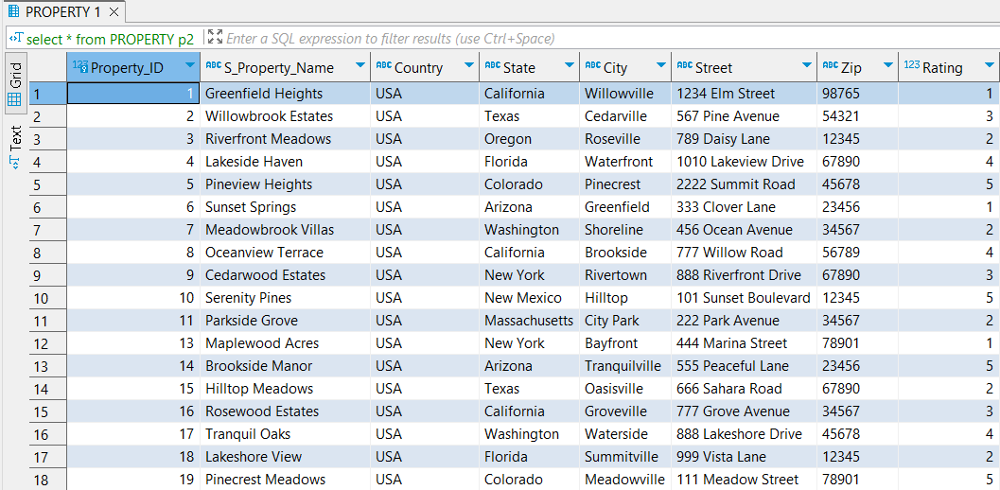 PROPERTY 1
select * from PROPERTY p2 Enter a SQL expression to filter results (use Ctrl+Space)
Grid
Text
123 Property_ID ABC S_Property_Name ABC Country ABC State ABC City ABC Street ABC Zip 123 Rating
1 1 Greenfield Heights USA California Willowville 1234 Elm Street 98765 1
2 2 Willowbrook Estates USA Texas Cedarville 567 Pine Avenue 54321 3
3 3 Riverfront Meadows USA Oregon Roseville 789 Daisy Lane 12345 2
4 4 Lakeside Haven USA Florida Waterfront 1010 Lakeview Drive 67890 4
5 5 Pineview Heights USA Colorado Pinecrest 2222 Summit Road 45678 5
6 6 Sunset Springs USA Arizona Greenfield 333 Clover Lane 23456 1
7 7 Meadowbrook Villas USA Washington Shoreline 456 Ocean Avenue 34567 2
8 8 Oceanview Terrace USA California Brookside 777 Willow Road 56789 4
9 9 Cedarwood Estates USA New York Rivertown 888 Riverfront Drive 67890 3
10 10 Serenity Pines USA New Mexico Hilltop 101 Sunset Boulevard 12345 5
11 11 Parkside Grove USA Massachusetts City Park 222 Park Avenue 34567 2
12 13 Maplewood Acres USA New York Bayfront 444 Marina Street 78901 1
13 14 Brookside Manor USA Arizona Tranquilville 555 Peaceful Lane 23456 5
14 15 Hilltop Meadows USA Texas Oasisville 666 Sahara Road 67890 2
15 16 Rosewood Estates USA California Groveville 777 Grove Avenue 34567 3
16 17 Tranquil Oaks USA Washington Waterside 888 Lakeshore Drive 45678 4
17 18 Lakeshore View USA Florida Summitville 999 Vista Lane 12345 2
18 19 Pinecrest Meadows USA Colorado Meadowville 111 Meadow Street 78901 5